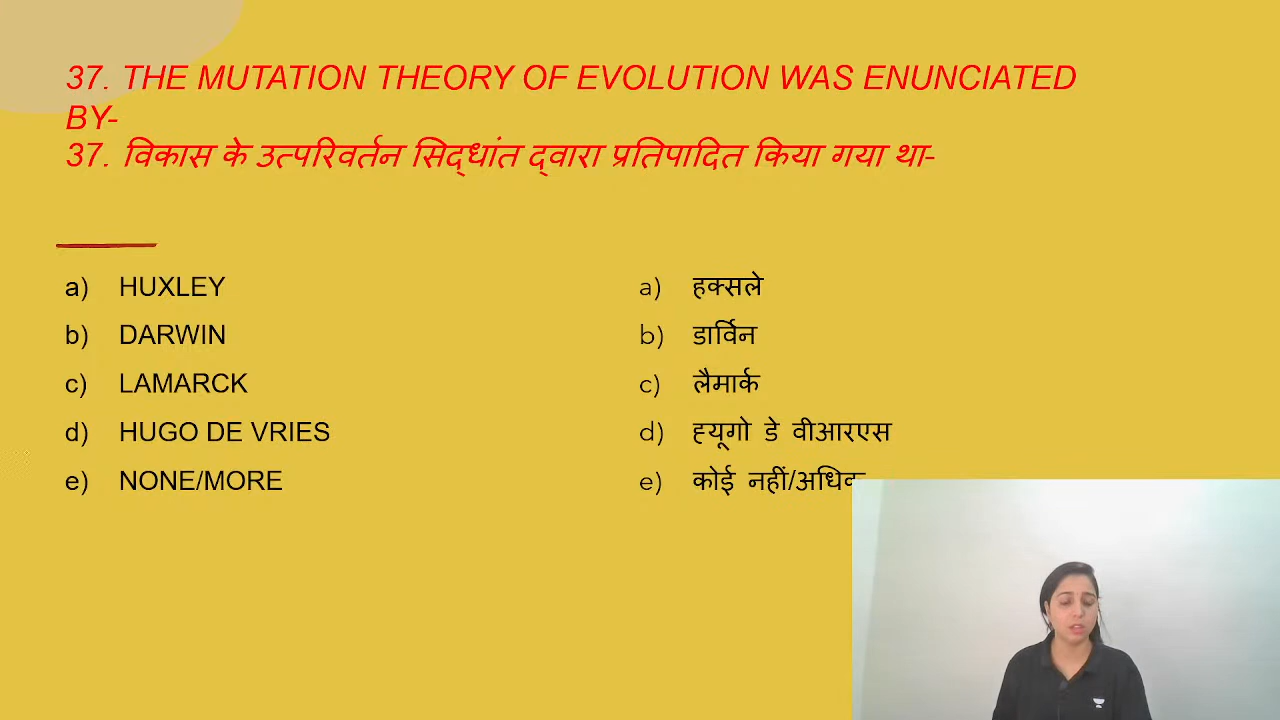 37. THE MUTATION THEORY OF EVOLUTION WAS ENUNCIATED
BY-
37. विकास के उत्परिवर्तन सिद्धांत द्वारा प्रतिपादित किया गया था-
a) HUXLEY
b) DARWIN
c) LAMARCK
d) HUGO DE VRIES
e) NONE/MORE
a) हक्सले
b) डार्विन
c) लैमार्क
d) ह्यूगो डे वीआरएस
e) कोई नहीं/अधिक